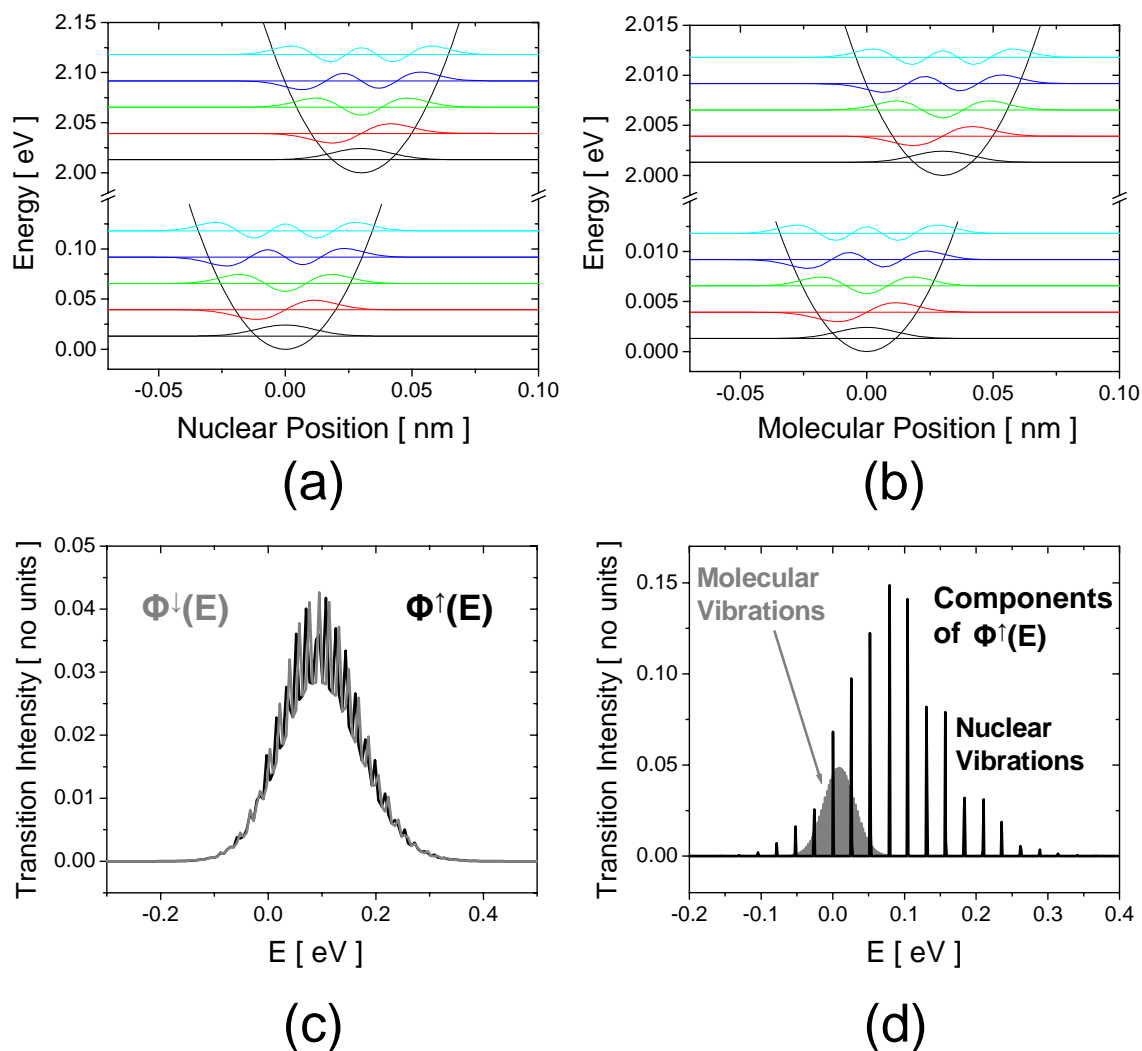 2.15
2.10
2.05
2.00
0.10
0.05
0.00
Energy [ eV ]
Energy [ eV ]
-0.05 0.00 0.05 0.10
Nuclear Position [ nm ]
(a)
2.015
2.010
2.005
2.000
0.010
0.005
0.000
Energy [ eV ]
Energy [ eV ]
-0.05 0.00 0.05 0.10
Molecular Position [ nm ]
(b)
0.05
0.04
0.03
0.02
0.01
0.00
Transition Intensity [ no units ]
Φ↓(E)
Φ↑(E)
-0.2 0.0 0.2 0.4
E [ eV ]
(c)
0.15
0.10
0.05
0.00
Transition Intensity [ no units ]
Molecular
Vibrations
Components
of Φ↑(E)
Nuclear
Vibrations
-0.2 -0.1 0.0 0.1 0.2 0.3 0.4
E [ eV ]
(d)